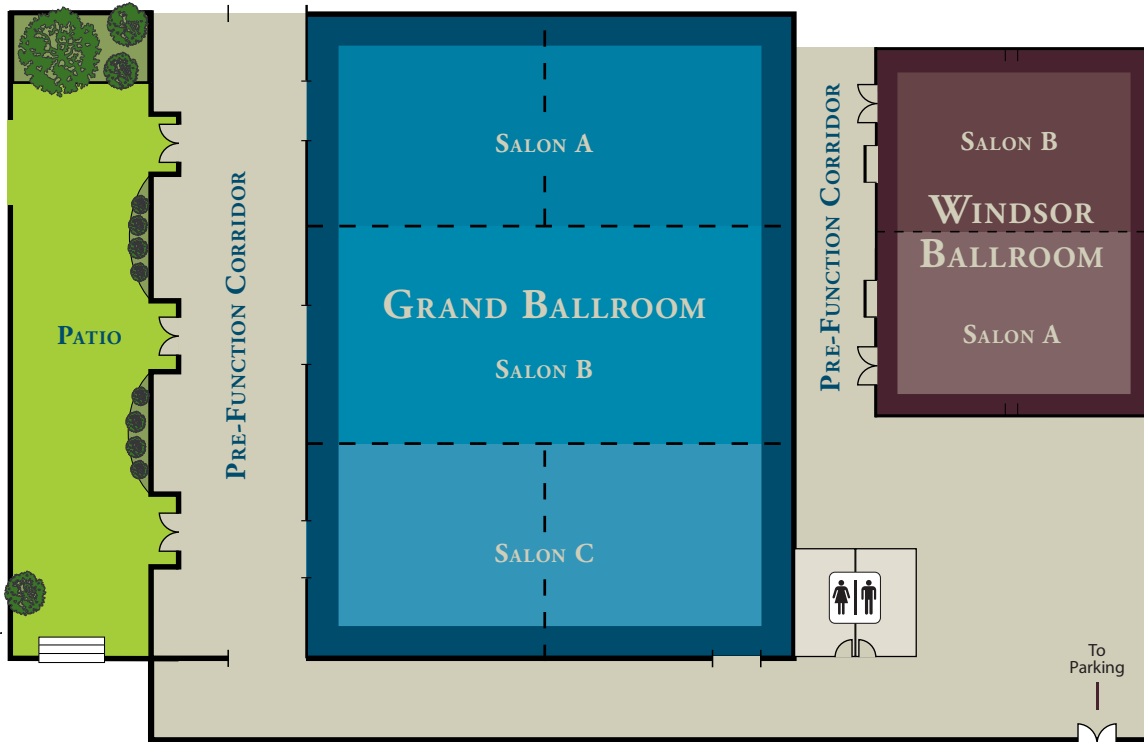 Salon A
Salon B
Pre-Function Corridor
Pre-Function Corridor
Windsor
Ballroom
Grand Ballroom
Patio
Salon A
Salon B
Salon C
To
Parking